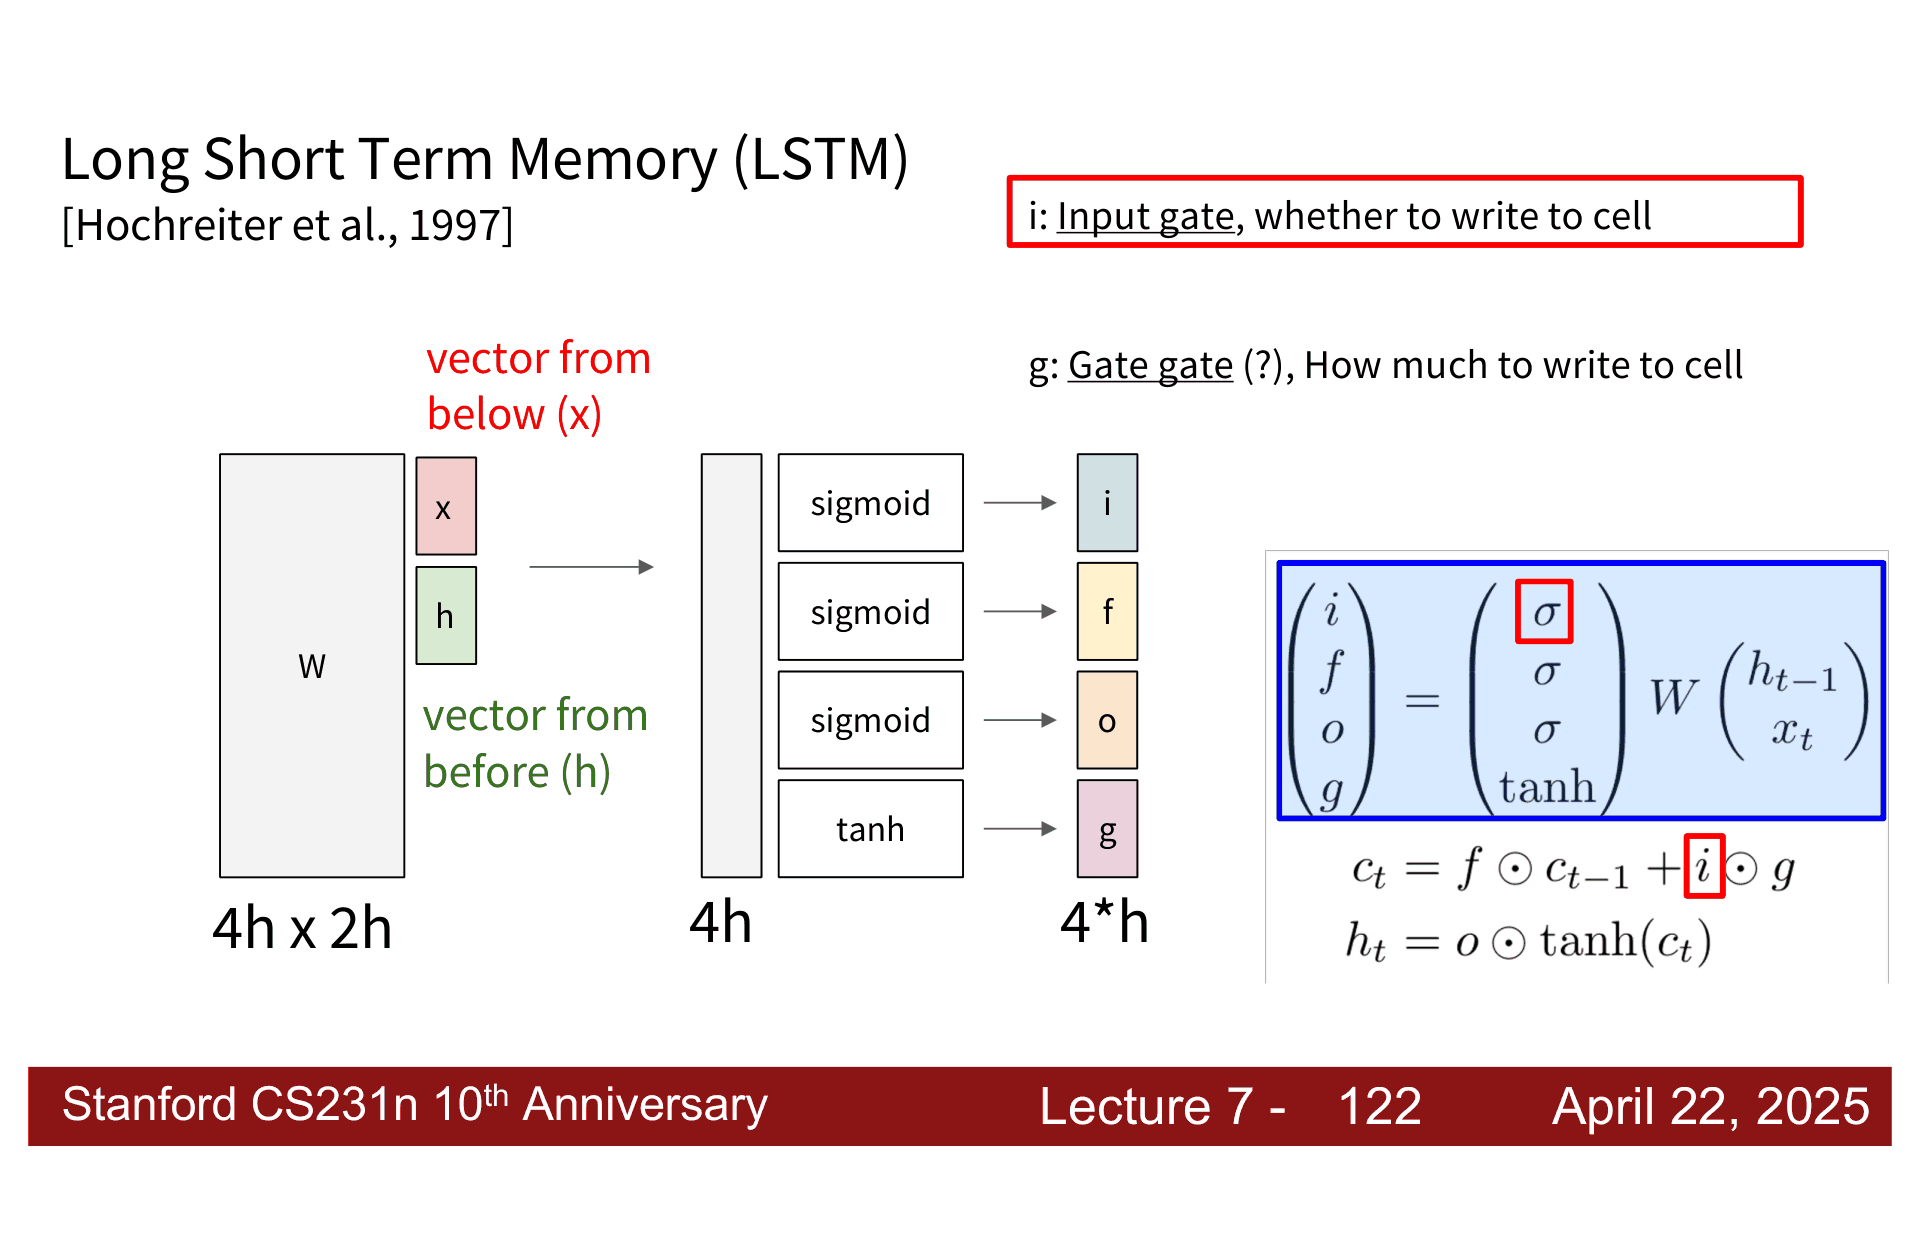 Long Short Term Memory (LSTM)
[Hochreiter et al., 1997]
i: Input gate, whether to write to cell
g: Gate gate (?), How much to write to cell
vector from
below (x)
x
h
W
vector from
before (h)
4h x 2h
4h
sigmoid
sigmoid
sigmoid
tanh
i
f
o
g
4*h
(i f o g) = (σ σ σ tanh) W (h_{t−1} x_t)
c_t = f ⊙ c_{t−1} + i ⊙ g
h_t = o ⊙ tanh(c_t)
Stanford CS231n 10th Anniversary
Lecture 7 - 122
April 22, 2025